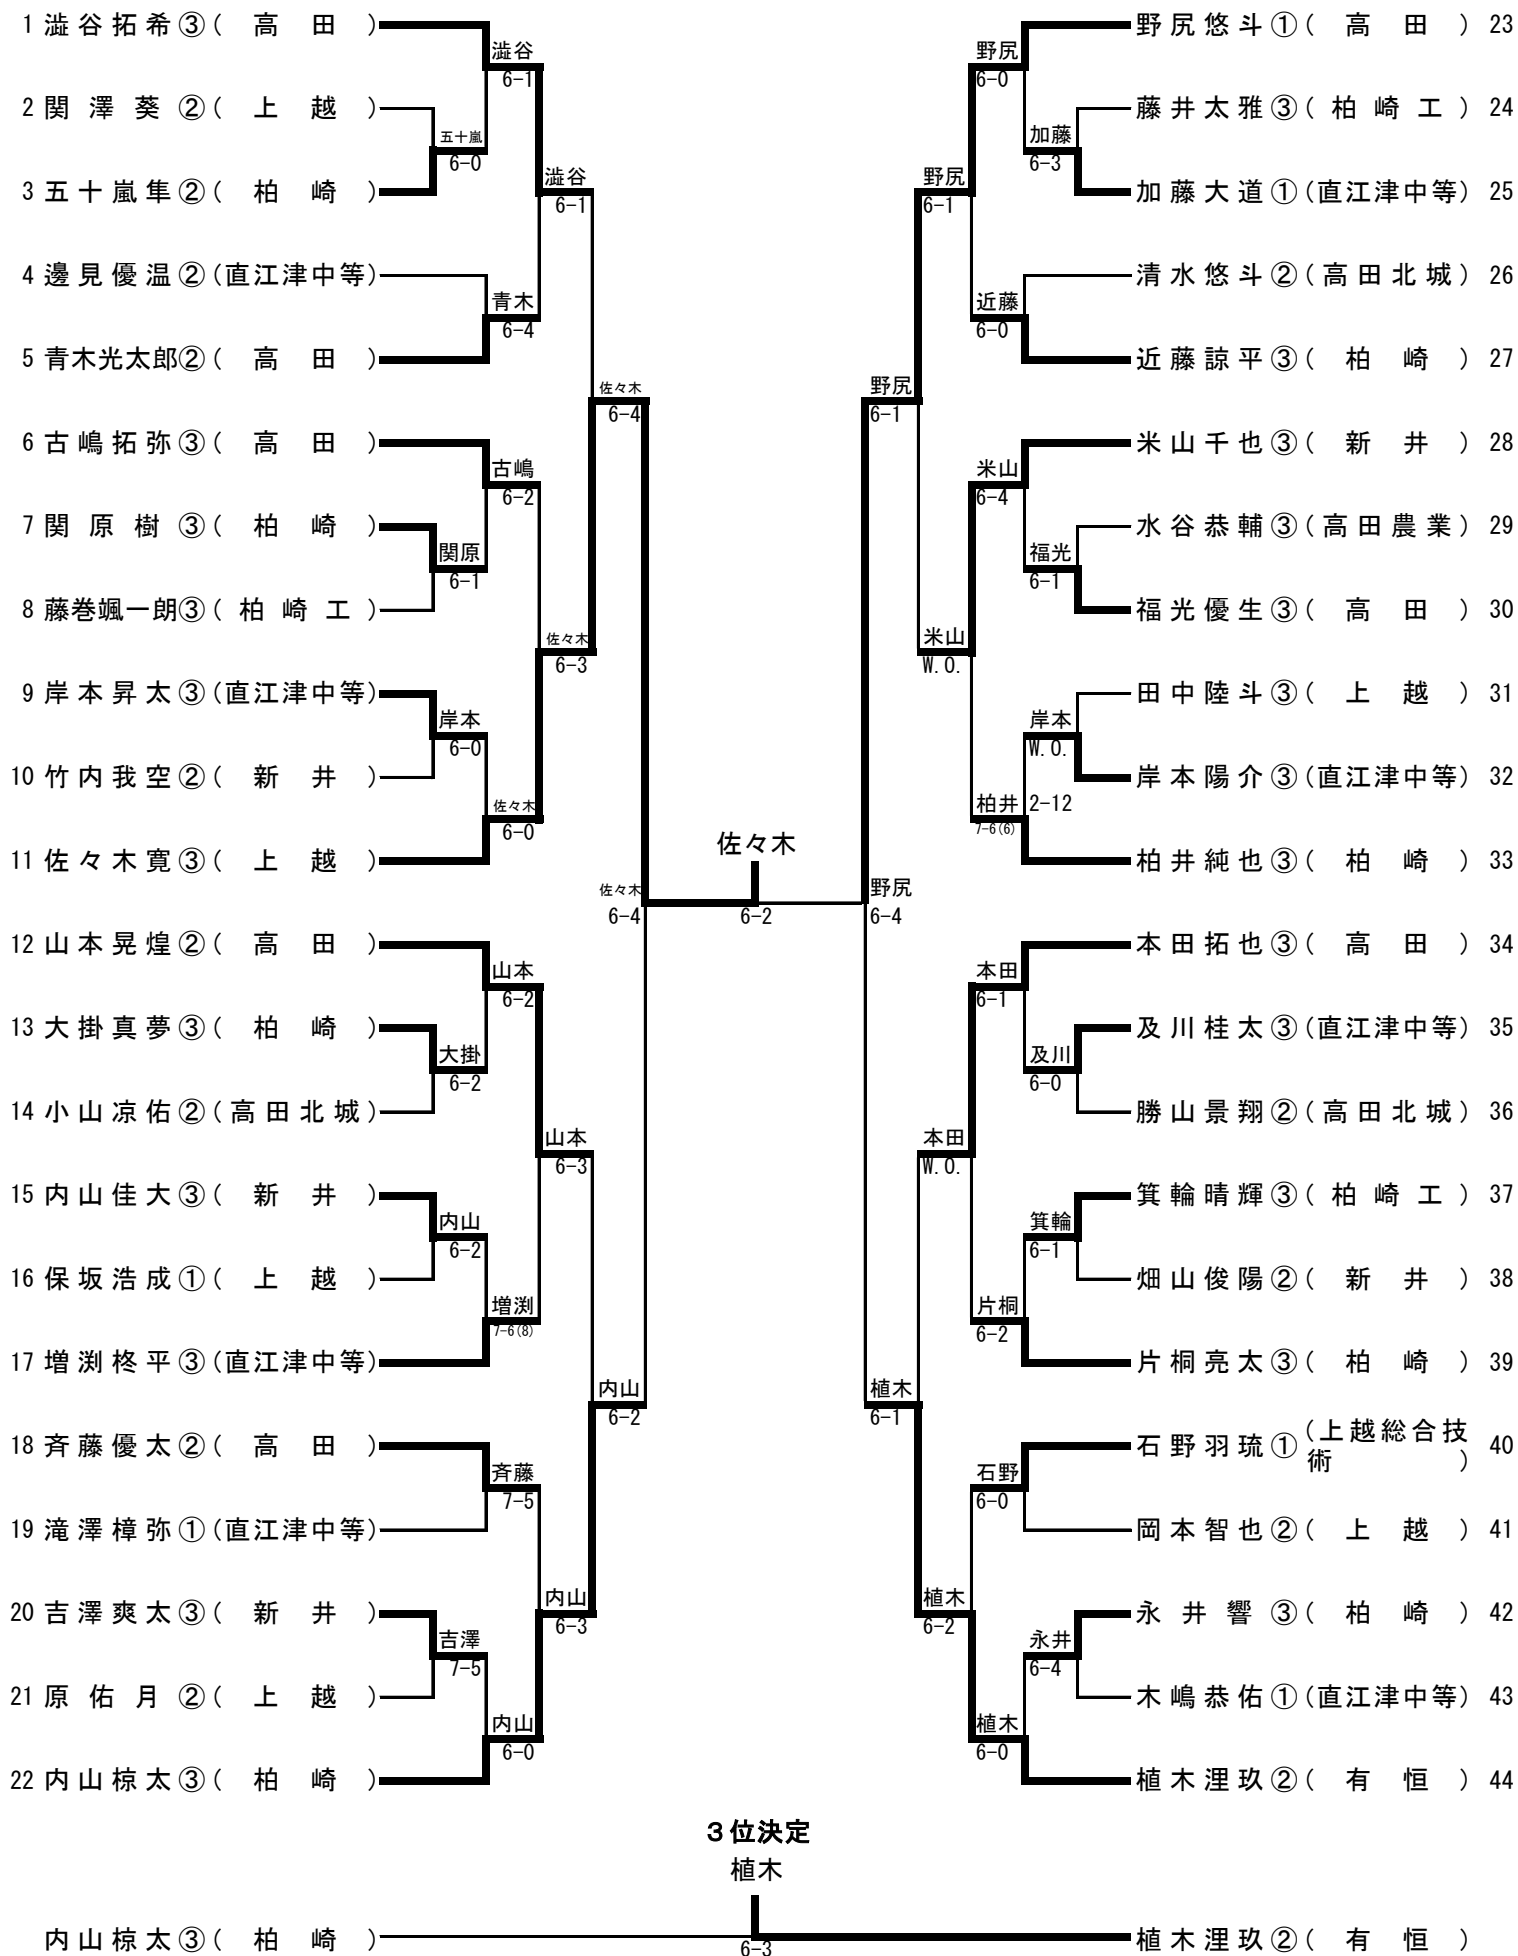 1 澁谷拓希③( 高 田 )
2 関澤葵②( 上 越 )
3 五十嵐隼②( 柏 崎 )
4 邊見優温②(直江津中等)
5 青木光太郎②( 高 田 )
6 古嶋拓弥③( 高 田 )
7 関原樹③( 柏 崎 )
8 藤巻颯一朗③( 柏 崎 工 )
9 岸本昇太③(直江津中等)
10 竹内我空②( 新 井 )
11 佐々木寛③( 上 越 )
12 山本晃煌②( 高 田 )
13 大掛真夢③( 柏 崎 )
14 小山凉佑②(高田北城)
15 内山佳大③( 新 井 )
16 保坂浩成①( 上 越 )
17 増渕柊平③(直江津中等)
18 斉藤優太②( 高 田 )
19 滝澤樟弥①(直江津中等)
20 吉澤爽太③( 新 井 )
21 原佑月②( 上 越 )
22 内山椋太③( 柏 崎 )
五十嵐
6-0
関原
6-1
岸本
6-0
大掛
6-2
内山
6-2
吉澤
7-5
澁谷
6-1
青木
6-4
古嶋
6-2
佐々木
6-0
山本
6-2
増渕
7-6(8)
斉藤
7-5
内山
6-0
澁谷
6-1
佐々木
6-3
山本
6-3
内山
6-3
佐々木
6-4
内山
6-2
佐々木
6-4
佐々木
6-2
野尻
6-4
野尻
6-1
植木
6-1
野尻
6-1
米山
W.O.
本田
W.O.
植木
6-2
野尻
6-0
近藤
6-0
米山
6-4
柏井
7-6(6)
本田
6-1
片桐
6-2
石野
6-0
植木
6-0
加藤
6-3
福光
6-1
岸本
W.O.
2-12
及川
6-0
箕輪
6-1
永井
6-4
野尻悠斗①( 高 田 ) 23
藤井太雅③( 柏 崎 工 ) 24
加藤大道①(直江津中等) 25
清水悠斗②(高田北城) 26
近藤諒平③( 柏 崎 ) 27
米山千也③( 新 井 ) 28
水谷恭輔③(高田農業) 29
福光優生③( 高 田 ) 30
田中陸斗③( 上 越 ) 31
岸本陽介③(直江津中等) 32
柏井純也③( 柏 崎 ) 33
本田拓也③( 高 田 ) 34
及川桂太③(直江津中等) 35
勝山景翔②(高田北城) 36
箕輪晴輝③( 柏 崎 工 ) 37
畑山俊陽②( 新 井 ) 38
片桐亮太③( 柏 崎 ) 39
石野羽琉①(上越総合技
術 ) 40
岡本智也②( 上 越 ) 41
永井響③( 柏 崎 ) 42
木嶋恭佑①(直江津中等) 43
植木浬玖②( 有 恒 ) 44
3位決定
植木
内山椋太③( 柏 崎 )
6-3
植木浬玖②( 有 恒 )